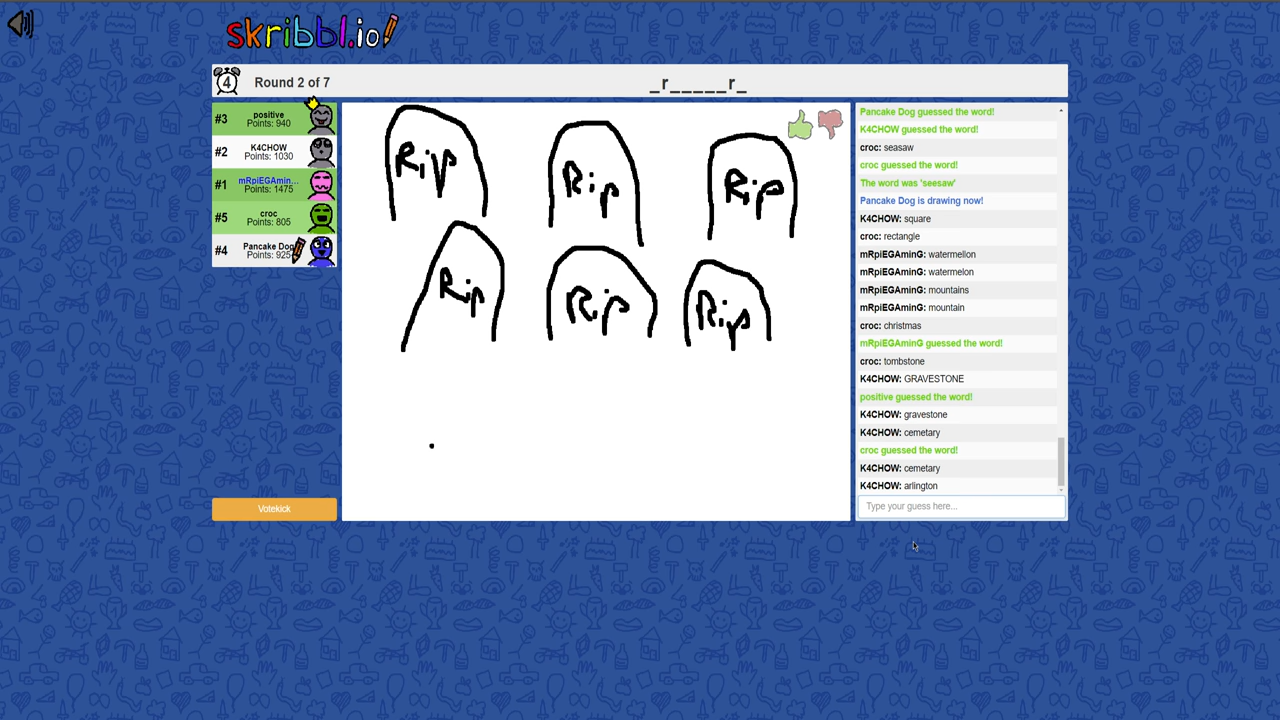 skribbl.io!
4
Round 2 of 7
_r_____r_
#3 positive
Points: 940
#2 K4CHOW
Points: 1030
#1 mRpiEGAmin...
Points: 1475
#5 croc
Points: 805
#4 Pancake Dog
Points: 925
Votekick
Rip Rip Rip
Rip Rip Rip
Pancake Dog guessed the word!
K4CHOW guessed the word!
croc: seasaw
croc guessed the word!
The word was 'seesaw'
Pancake Dog is drawing now!
K4CHOW: square
croc: rectangle
mRpiEGAminG: watermellon
mRpiEGAminG: watermelon
mRpiEGAminG: mountains
mRpiEGAminG: mountain
croc: christmas
mRpiEGAminG guessed the word!
croc: tombstone
K4CHOW: GRAVESTONE
positive guessed the word!
K4CHOW: gravestone
K4CHOW: cemetary
croc guessed the word!
K4CHOW: cemetary
K4CHOW: arlington
Type your guess here...